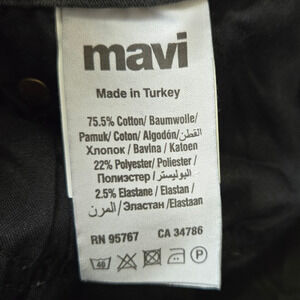 mavi
Made in Turkey
75.5% Cotton/ Baumwolle/
Pamuk/ Coton/ Algodón/القطن/
Хлопок / Bavina / Katoen
22% Polyester/ Poliester /
Полиэстер/ البوليستر/
2.5% Elastane / Elastan /
Эластан /Elastaan/ المرن/
RN 95767 CA 34786
40 P